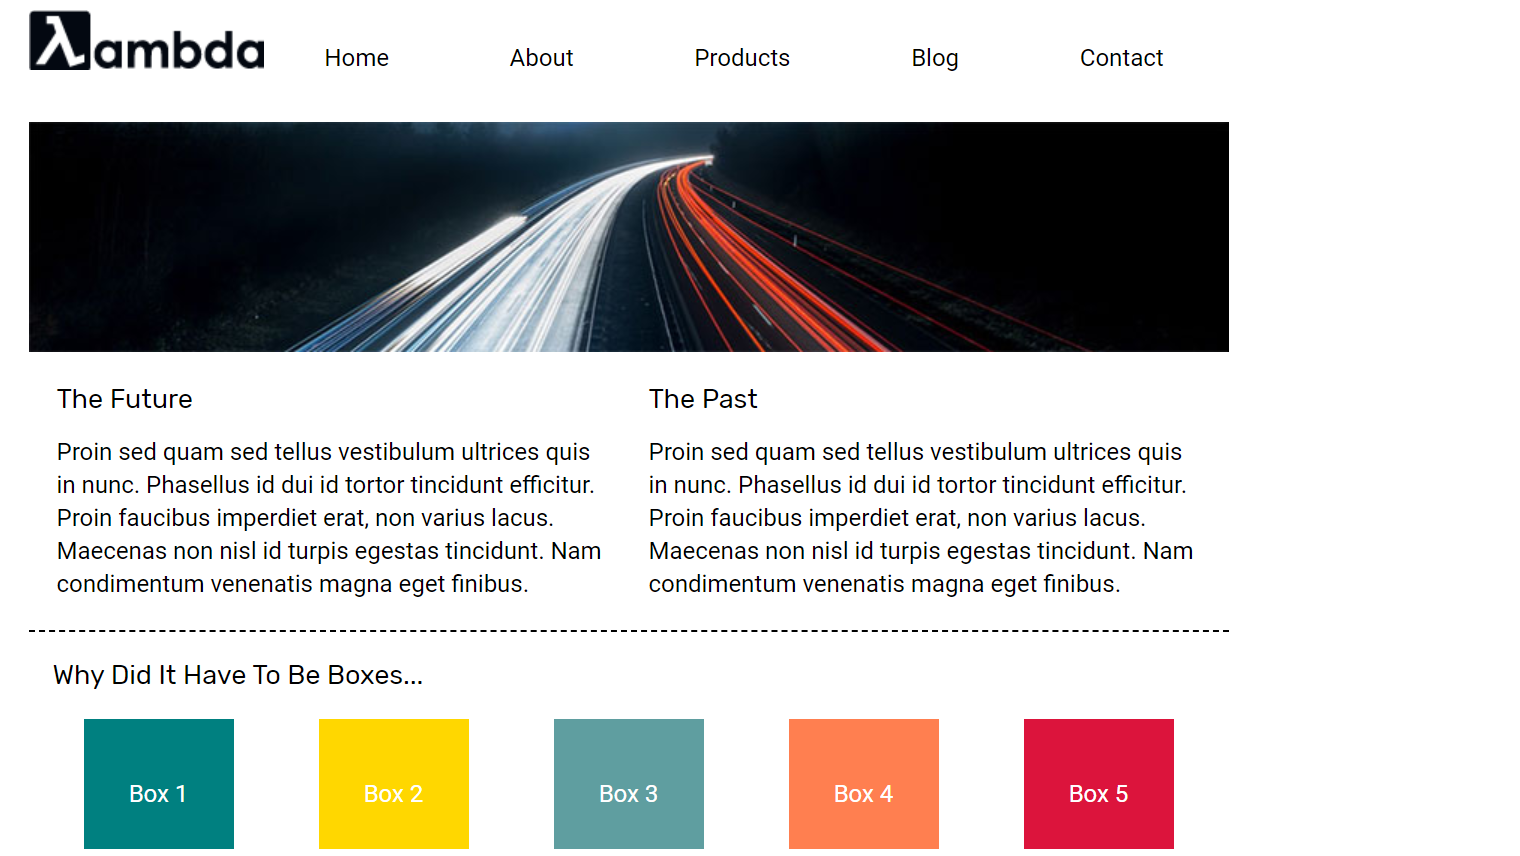 λambda
Home
About
Products
Blog
Contact
The Future
Proin sed quam sed tellus vestibulum ultrices quis
in nunc. Phasellus id dui id tortor tincidunt efficitur.
Proin faucibus imperdiet erat, non varius lacus.
Maecenas non nisl id turpis egestas tincidunt. Nam
condimentum venenatis magna eget finibus.
The Past
Proin sed quam sed tellus vestibulum ultrices quis
in nunc. Phasellus id dui id tortor tincidunt efficitur.
Proin faucibus imperdiet erat, non varius lacus.
Maecenas non nisl id turpis egestas tincidunt. Nam
condimentum venenatis magna eget finibus.
Why Did It Have To Be Boxes...
Box 1
Box 2
Box 3
Box 4
Box 5